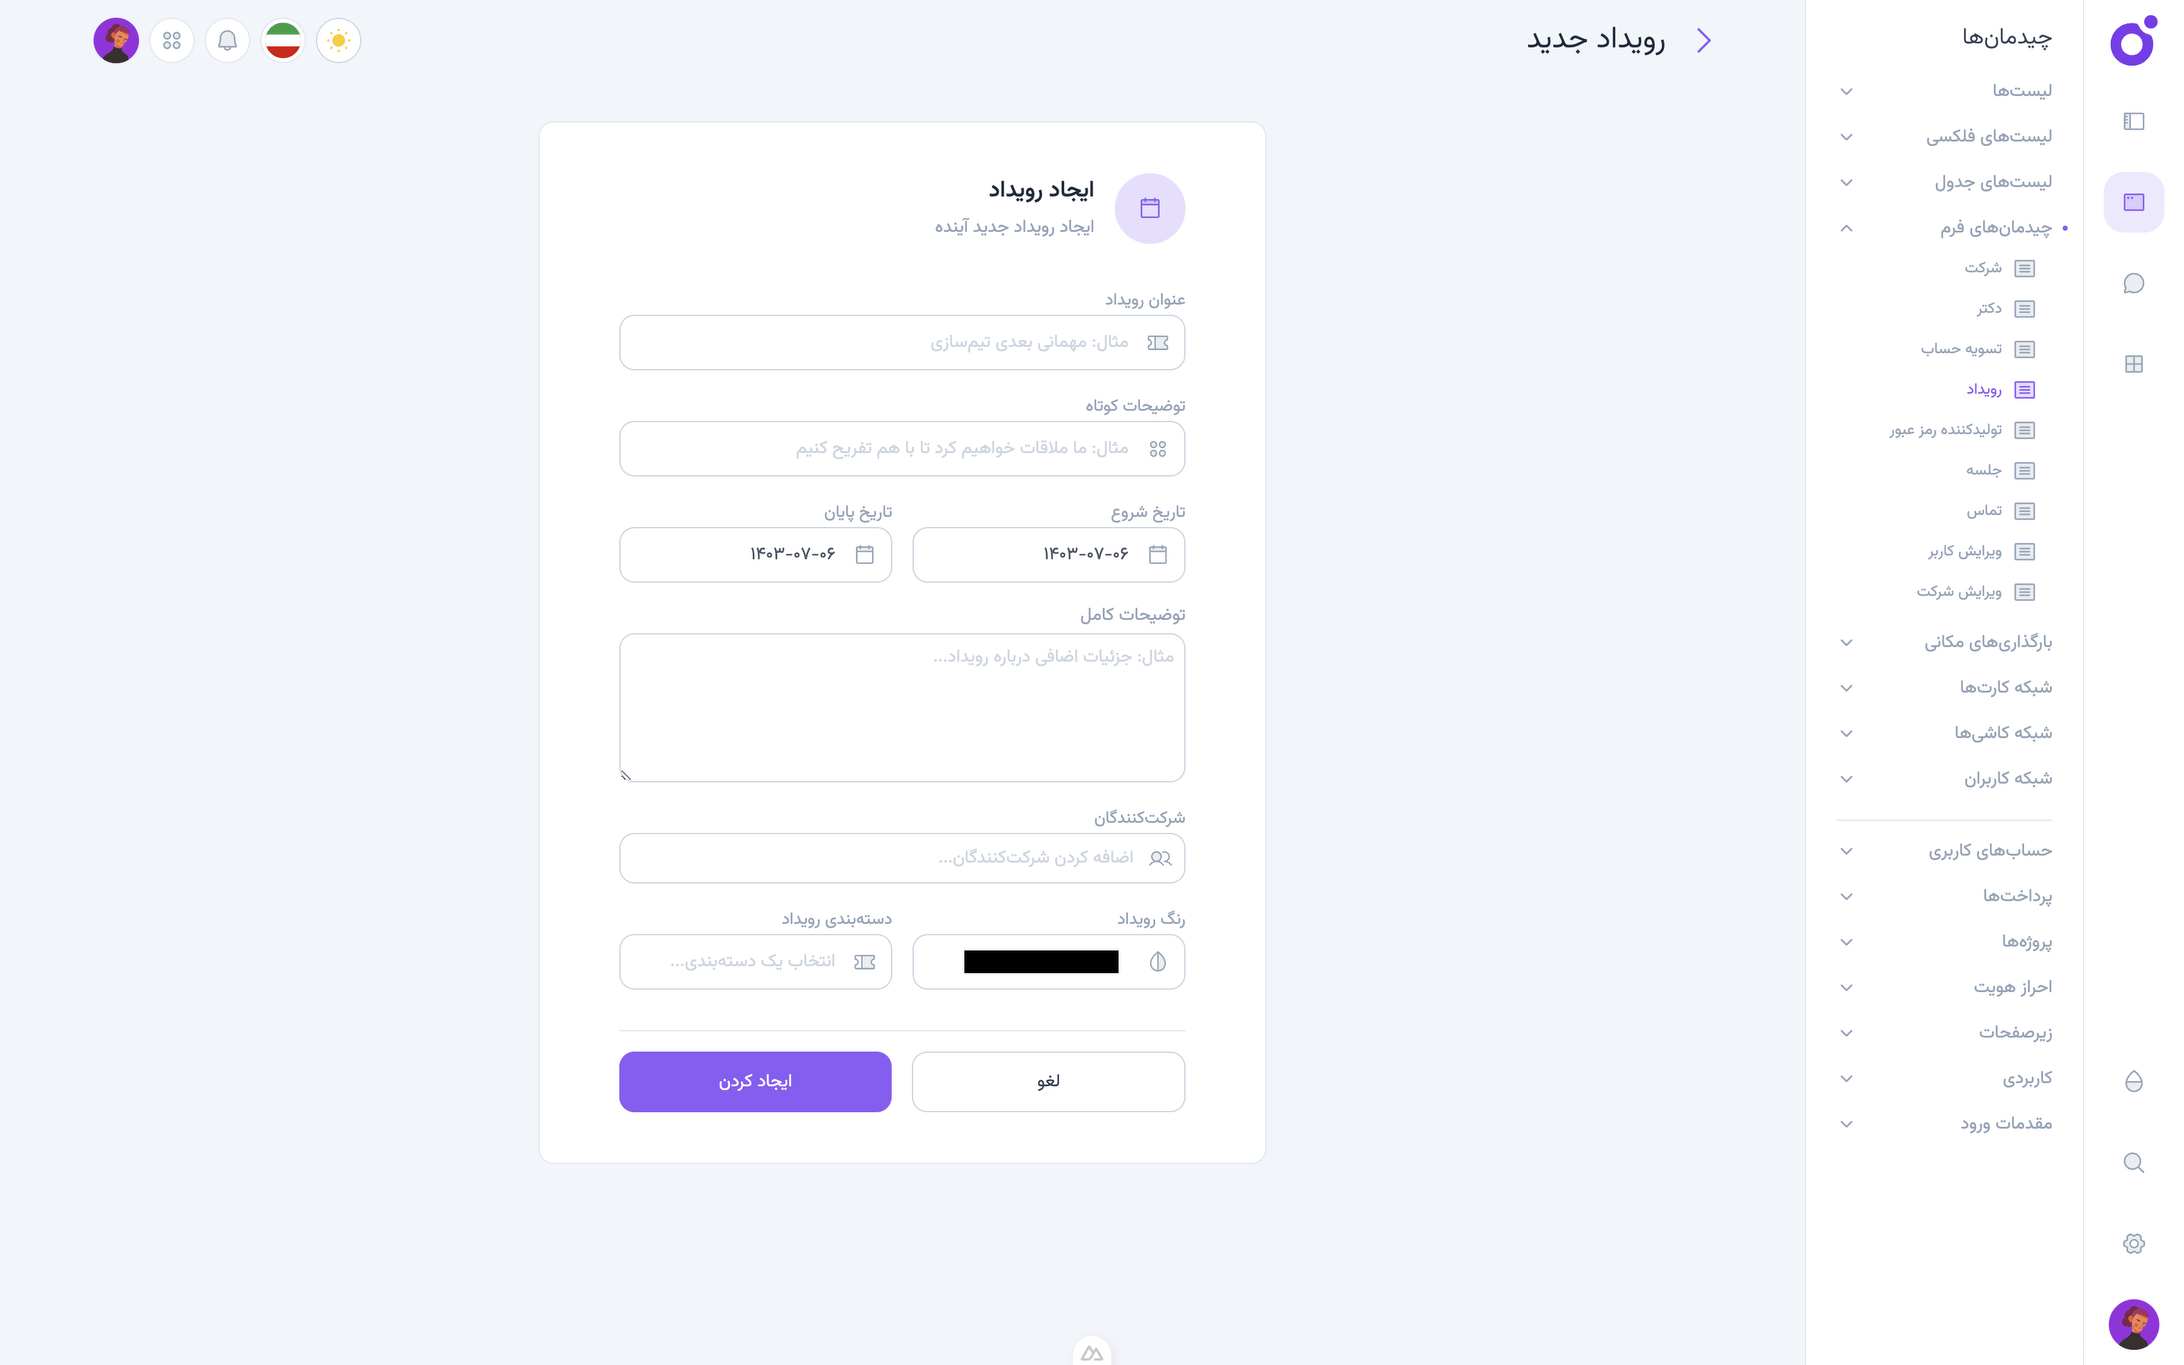 چیدمان‌ها
لیست‌ها
لیست‌های فلکسی
لیست‌های جدول
چیدمان‌های فرم
شرکت
دکتر
تسویه حساب
رویداد
تولیدکننده رمز عبور
جلسه
تماس
ویرایش کاربر
ویرایش شرکت
بارگذاری‌های مکانی
شبکه کارت‌ها
شبکه کاشی‌ها
شبکه کاربران
حساب‌های کاربری
پرداخت‌ها
پروژه‌ها
احراز هویت
زیرصفحات
کاربردی
مقدمات ورود
رویداد جدید
ایجاد رویداد
ایجاد رویداد جدید آینده
عنوان رویداد
مثال: مهمانی بعدی تیم‌سازی
توضیحات کوتاه
مثال: ما ملاقات خواهیم کرد تا با هم تفریح کنیم
تاریخ شروع
۱۴۰۳-۰۷-۰۶
تاریخ پایان
۱۴۰۳-۰۷-۰۶
توضیحات کامل
مثال: جزئیات اضافی درباره رویداد...
شرکت‌کنندگان
اضافه کردن شرکت‌کنندگان...
رنگ رویداد
دسته‌بندی رویداد
انتخاب یک دسته‌بندی...
لغو
ایجاد کردن